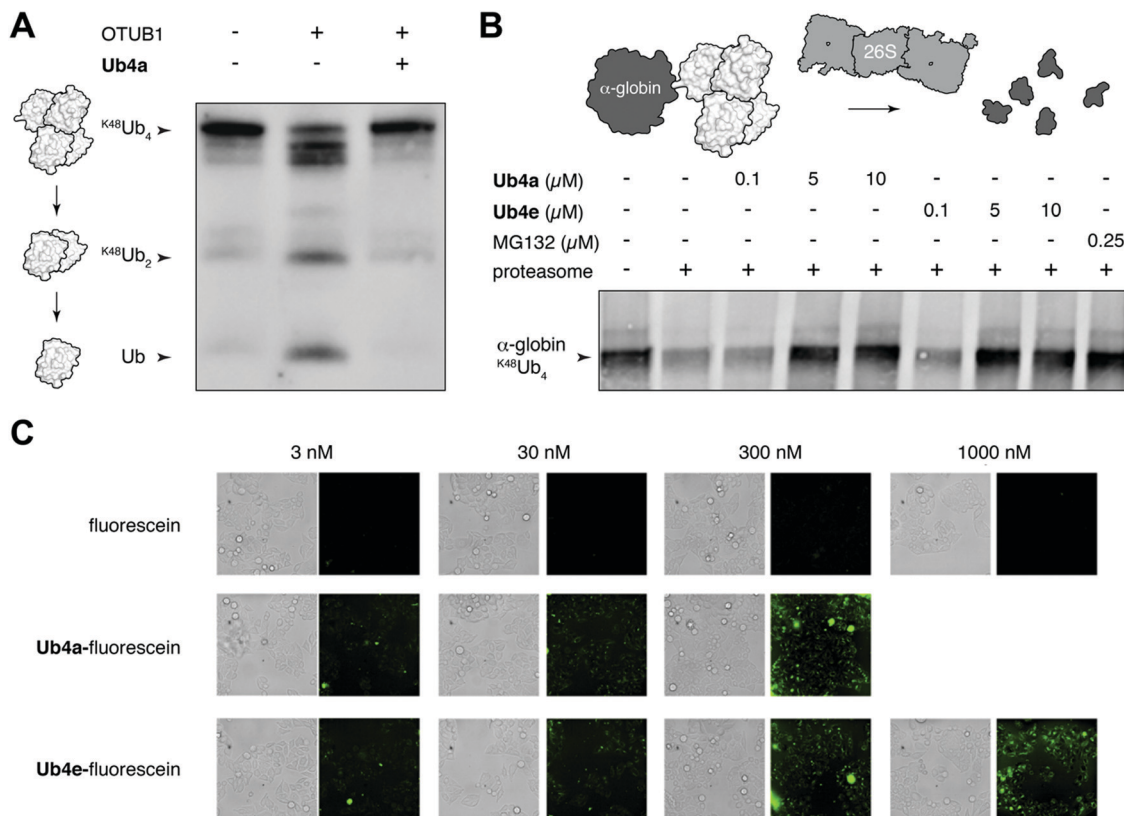 A
OTUB1 - + +
Ub4a - - +
K48Ub4
K48Ub2
Ub
B
α-globin
26S
Ub4a (μM) - - 0.1 5 10 - - - -
Ub4e (μM) - - - - - 0.1 5 10 -
MG132 (μM) - - - - - - - - 0.25
proteasome - + + + + + + + +
α-globin
K48Ub4
C
3 nM 30 nM 300 nM 1000 nM
fluorescein
Ub4a-fluorescein
Ub4e-fluorescein